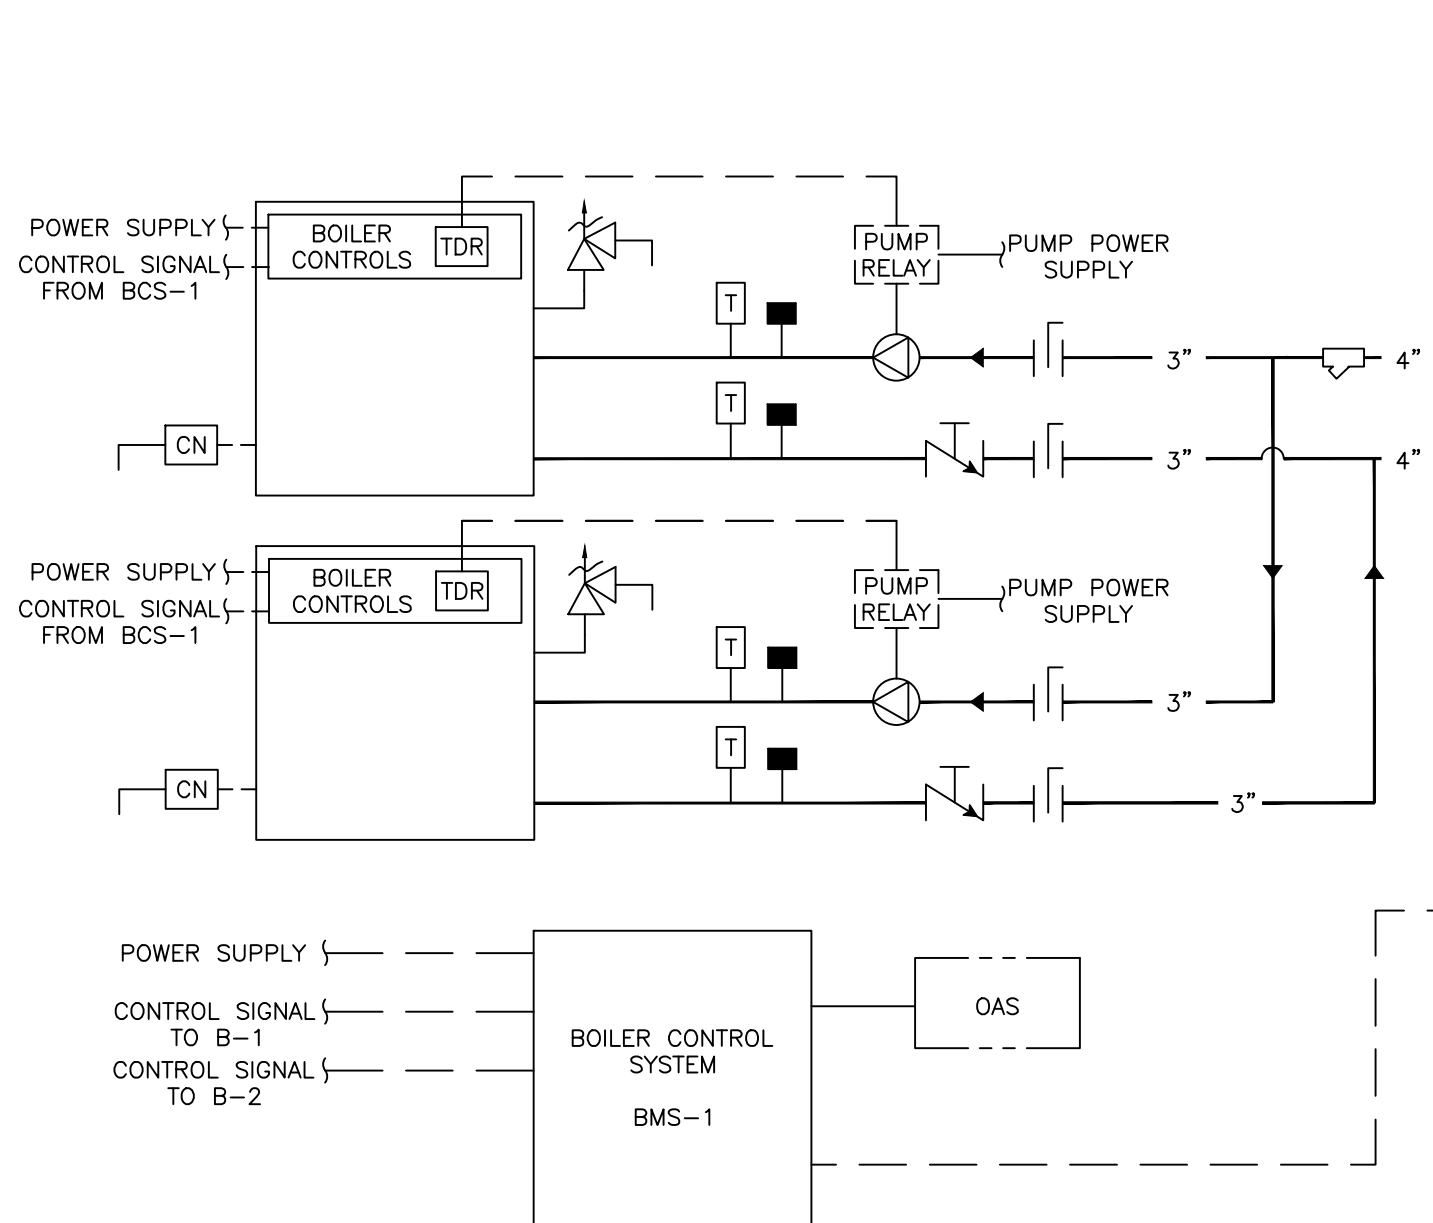 POWER SUPPLY
CONTROL SIGNAL
FROM BCS-1
BOILER
CONTROLS
TDR
PUMP
RELAY
PUMP POWER
SUPPLY
T
3"
4"
T
CN
3"
4"
POWER SUPPLY
CONTROL SIGNAL
FROM BCS-1
BOILER
CONTROLS
TDR
PUMP
RELAY
PUMP POWER
SUPPLY
T
3"
T
CN
3"
POWER SUPPLY
CONTROL SIGNAL
TO B-1
CONTROL SIGNAL
TO B-2
BOILER CONTROL
SYSTEM
BMS-1
OAS